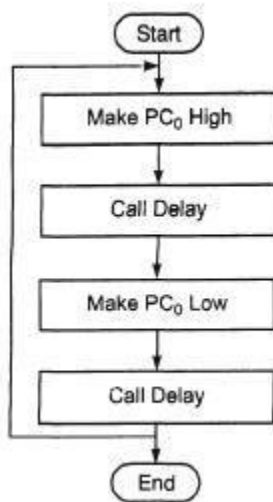 Start
Make PC₀ High
Call Delay
Make PC₀ Low
Call Delay
End